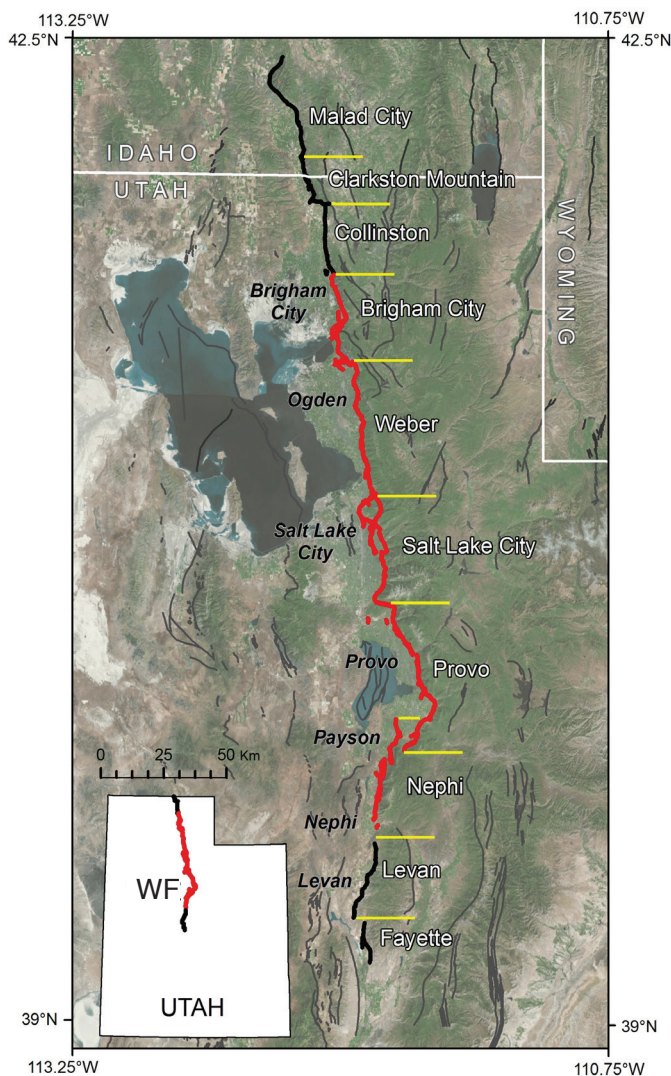 113.25°W
110.75°W
42.5°N
42.5°N
Malad City
IDAHO
UTAH
Clarkston Mountain
Collinston
WYOMING
Brigham
City
Brigham City
Ogden
Weber
Salt Lake
City
Salt Lake City
Provo
Provo
Payson
0 25 50 Km
Nephi
Nephi
Levan
Levan
WF
Fayette
UTAH
39°N
39°N
113.25°W
110.75°W